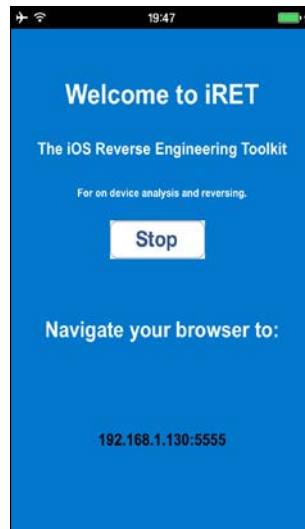 19:47
Welcome to iRET
The iOS Reverse Engineering Toolkit
For on device analysis and reversing.
Stop
Navigate your browser to:
192.168.1.130:5555